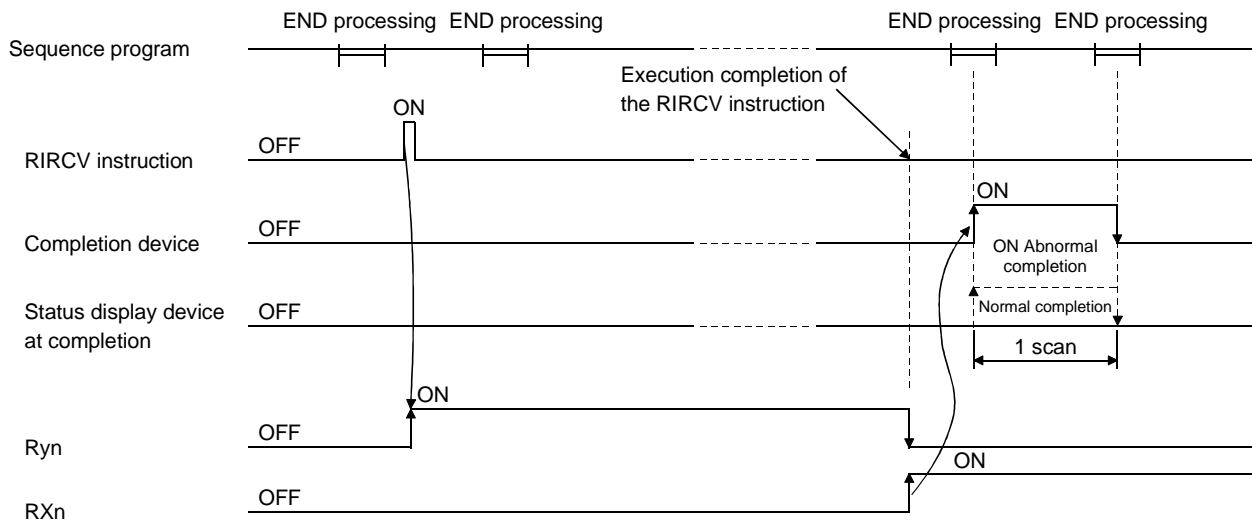 END processing
END processing
END processing
END processing
Sequence program
Execution completion of
the RIRCV instruction
ON
OFF
RIRCV instruction
ON
OFF
Completion device
ON Abnormal
completion
Normal completion
OFF
Status display device
at completion
1 scan
ON
OFF
Ryn
ON
OFF
RXn